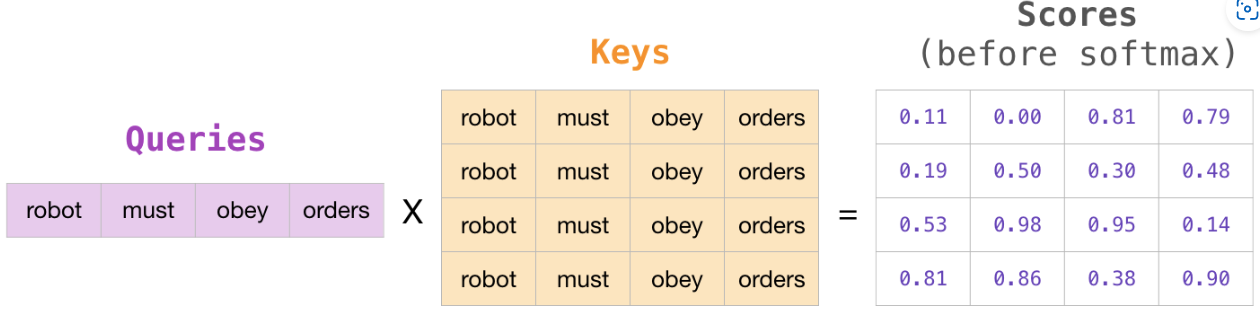 Scores
(before softmax)
Keys
Queries
robot must obey orders
X
robot must obey orders
robot must obey orders
robot must obey orders
robot must obey orders
=
0.11 0.00 0.81 0.79
0.19 0.50 0.30 0.48
0.53 0.98 0.95 0.14
0.81 0.86 0.38 0.90